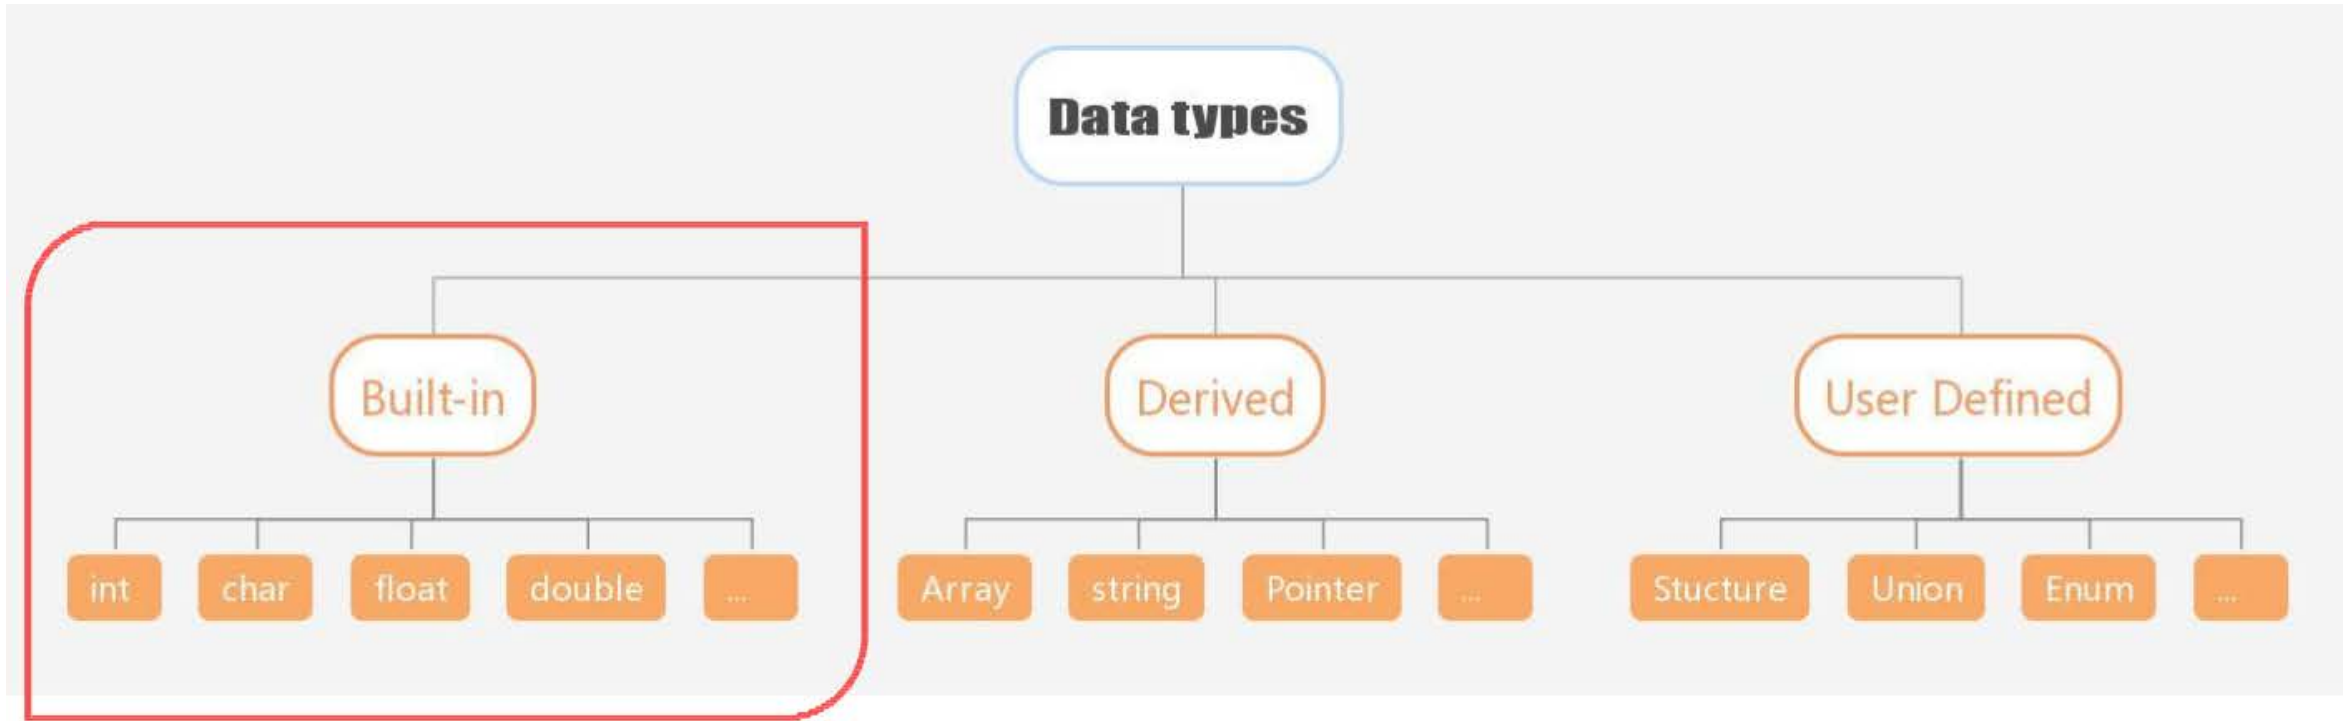 Data types
Built-in
Derived
User Defined
int
char
float
double
...
Array
string
Pointer
...
Stucture
Union
Enum
...